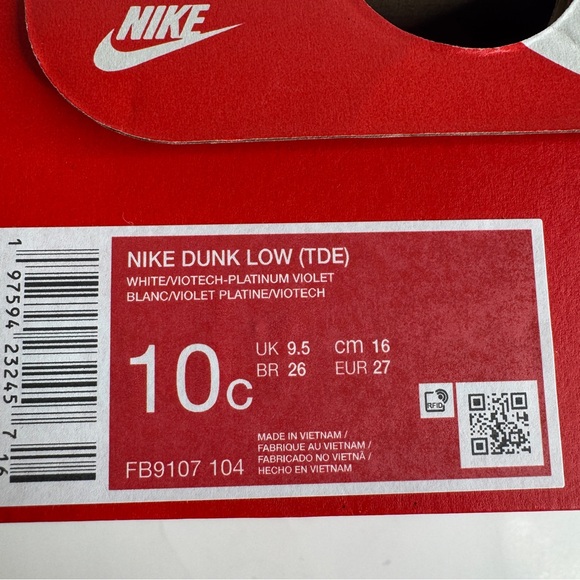 NIKE
NIKE DUNK LOW (TDE)
WHITE/VIOTECH-PLATINUM VIOLET
BLANC/VIOLET PLATINE/VIOTECH
10C
UK 9.5 cm 16
BR 26 EUR 27
RFID
MADE IN VIETNAM /
FABRIQUE AU VIETNAM /
FABRICADO NO VIETNÃ /
HECHO EN VIETNAM
FB9107 104
1 97594 23245 7 16